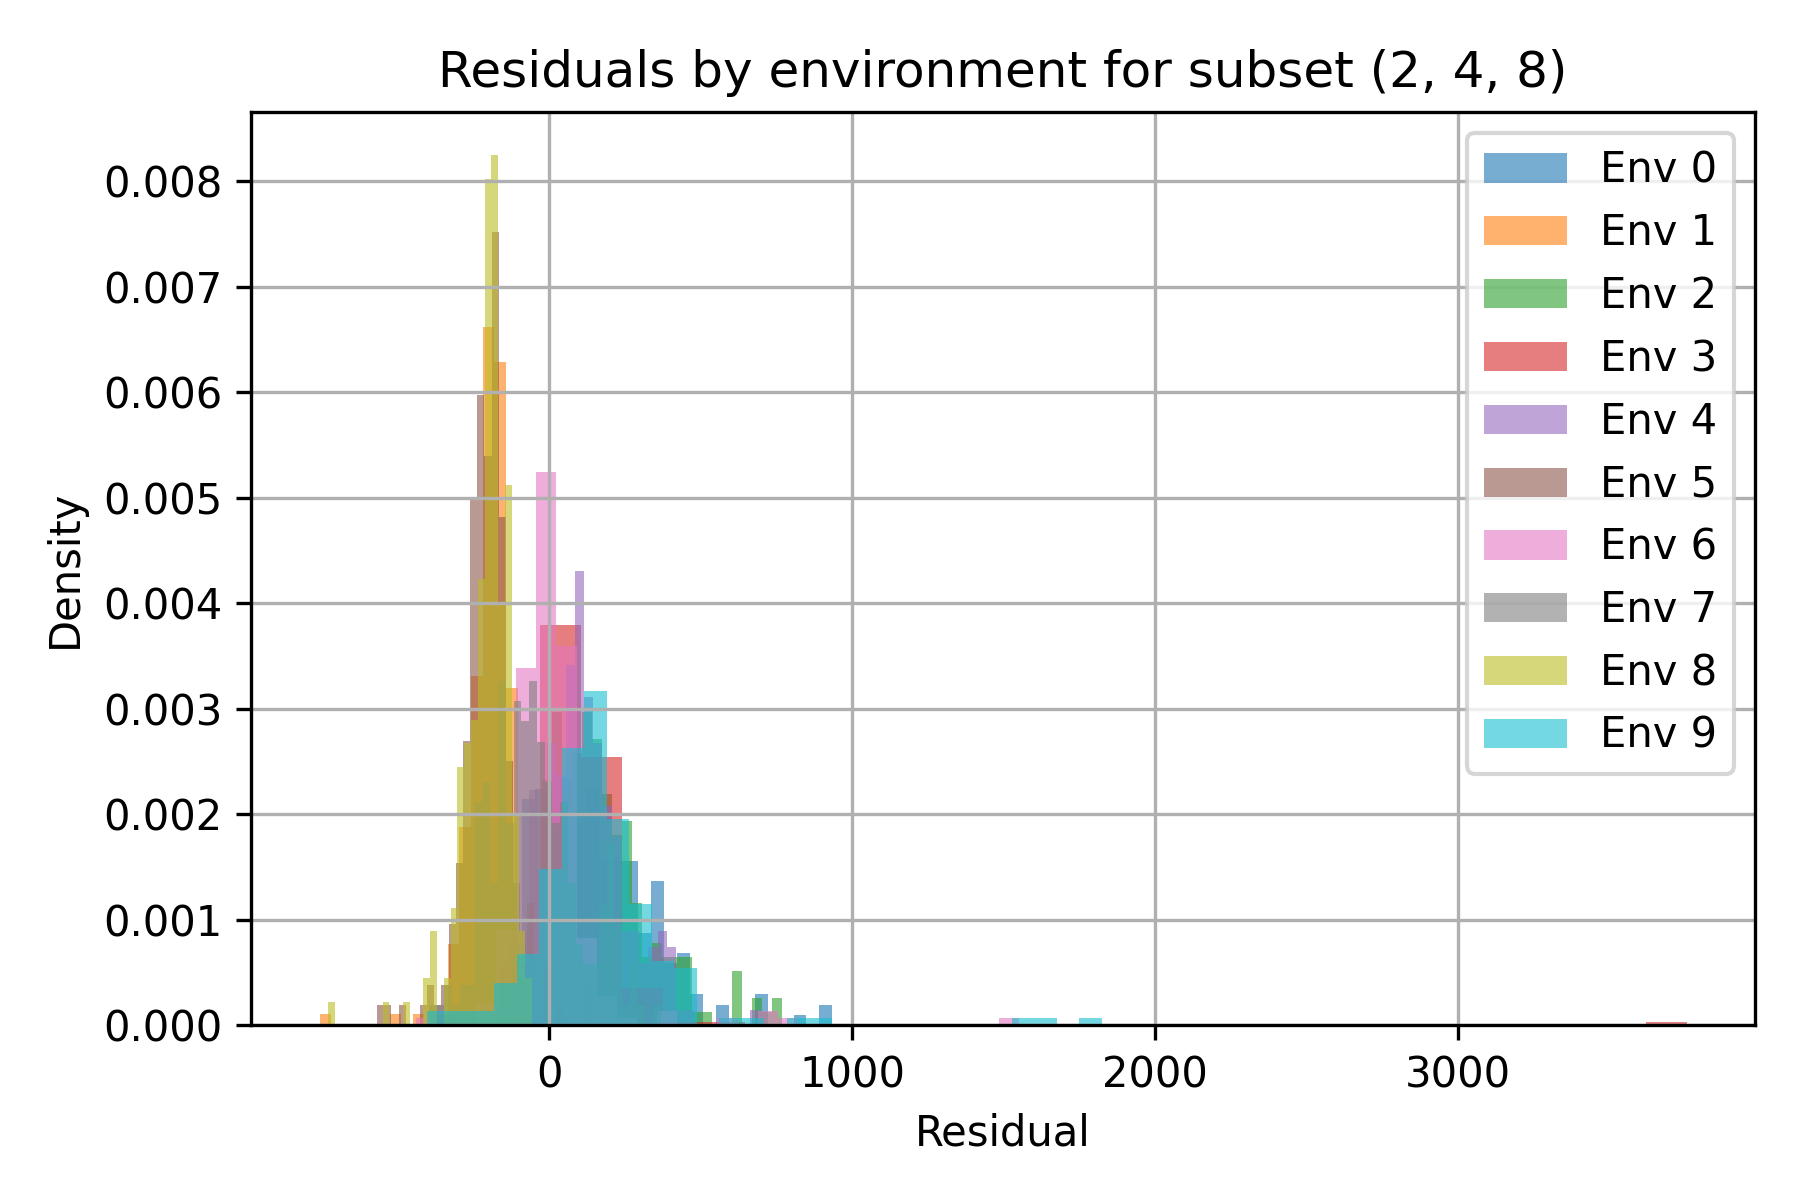 Residuals by environment for subset (2, 4, 8)
0.008
0.007
0.006
0.005
0.004
0.003
0.002
0.001
0.000
Density
0
1000
2000
3000
Residual
Env 0
Env 1
Env 2
Env 3
Env 4
Env 5
Env 6
Env 7
Env 8
Env 9